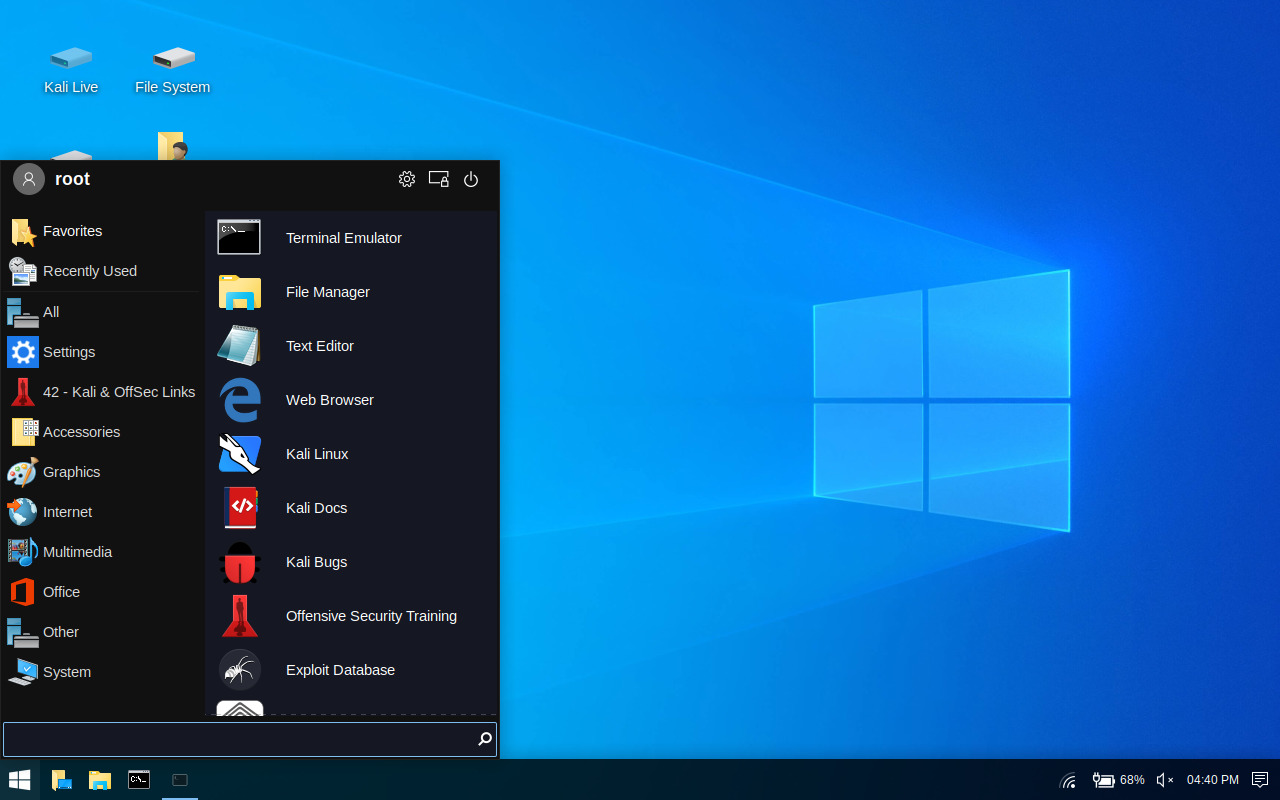 Kali Live
File System
root
Favorites
Recently Used
All
Settings
42 - Kali & OffSec Links
Accessories
Graphics
Internet
Multimedia
Office
Other
System
Terminal Emulator
File Manager
Text Editor
Web Browser
Kali Linux
Kali Docs
Kali Bugs
Offensive Security Training
Exploit Database
68%
04:40 PM